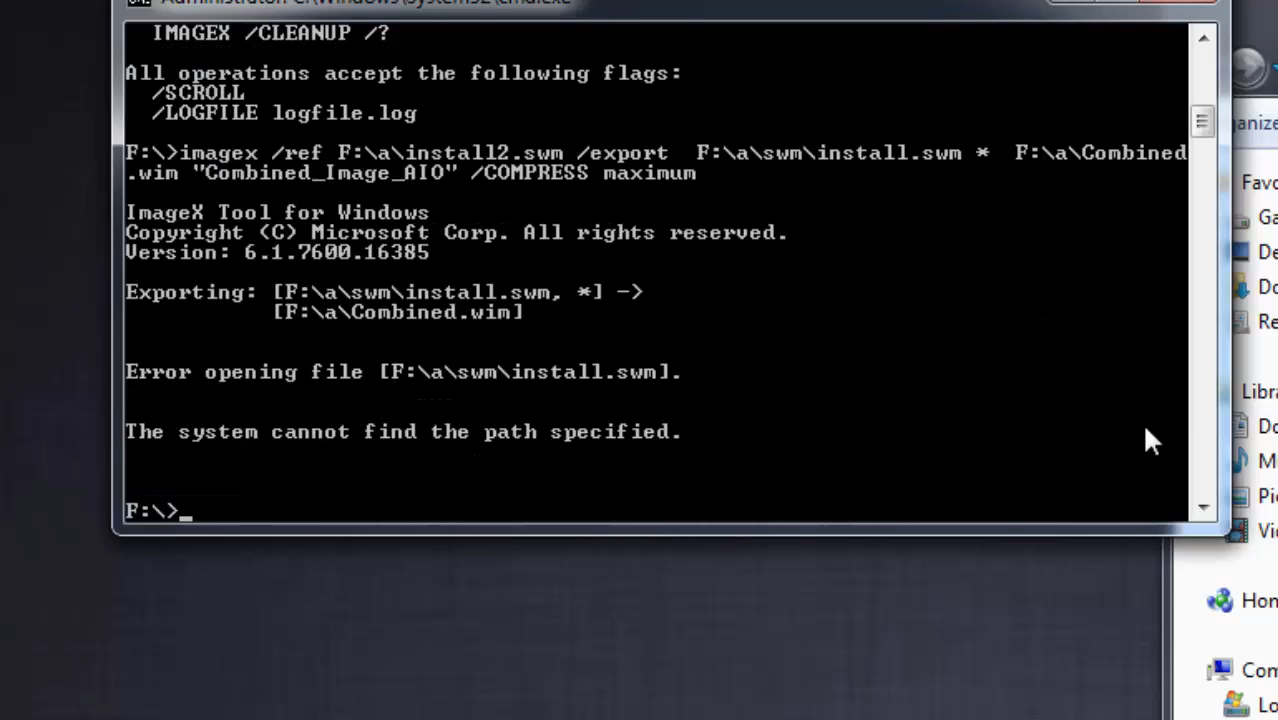 IMAGEX /CLEANUP /?
All operations accept the following flags:
/SCROLL
/LOGFILE logfile.log
F:\>imagex /ref F:\a\install2.swm /export  F:\a\swm\install.swm *  F:\a\Combined
.wim "Combined_Image_AIO" /COMPRESS maximum
ImageX Tool for Windows
Copyright (C) Microsoft Corp. All rights reserved.
Version: 6.1.7600.16385
Exporting: [F:\a\swm\install.swm, *] ->
[F:\a\Combined.wim]
Error opening file [F:\a\swm\install.swm].
The system cannot find the path specified.
F:\>_